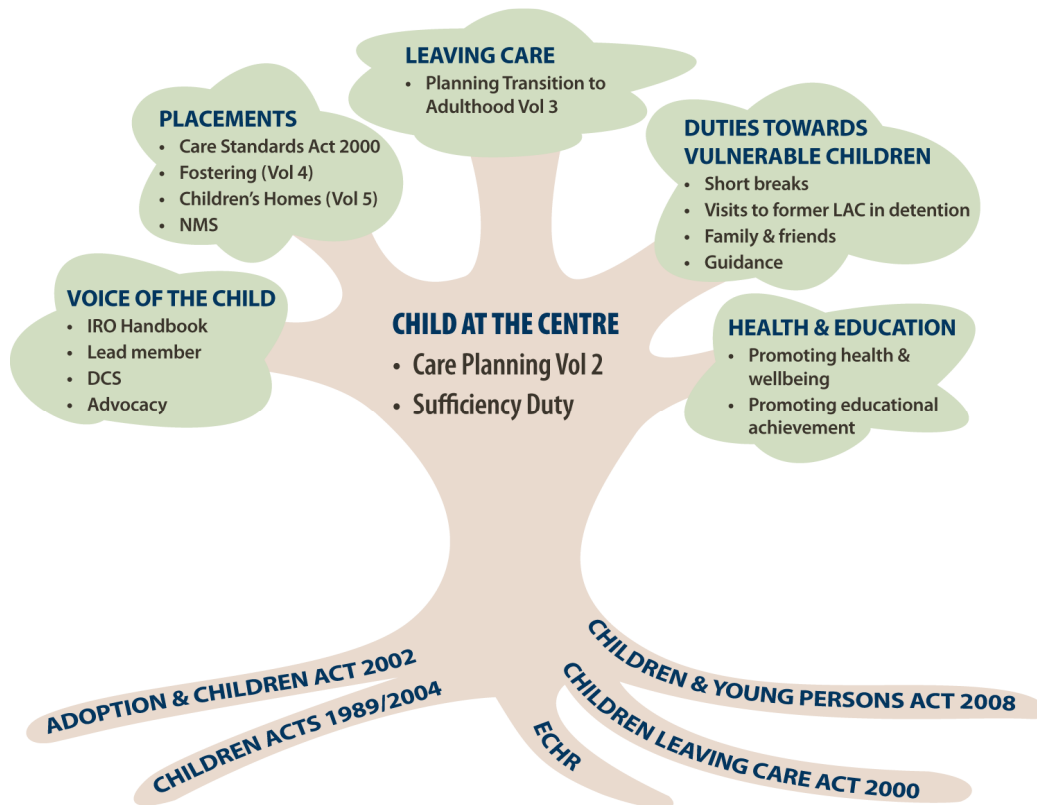 LEAVING CARE
• Planning Transition to
Adulthood Vol 3
PLACEMENTS
• Care Standards Act 2000
• Fostering (Vol 4)
• Children's Homes (Vol 5)
• NMS
DUTIES TOWARDS
VULNERABLE CHILDREN
• Short breaks
• Visits to former LAC in detention
• Family & friends
• Guidance
VOICE OF THE CHILD
• IRO Handbook
• Lead member
• DCS
• Advocacy
CHILD AT THE CENTRE
• Care Planning Vol 2
• Sufficiency Duty
HEALTH & EDUCATION
• Promoting health &
wellbeing
• Promoting educational
achievement
ADOPTION & CHILDREN ACT 2002
CHILDREN ACTS 1989/2004
ECHR
CHILDREN LEAVING CARE ACT 2000
CHILDREN & YOUNG PERSONS ACT 2008